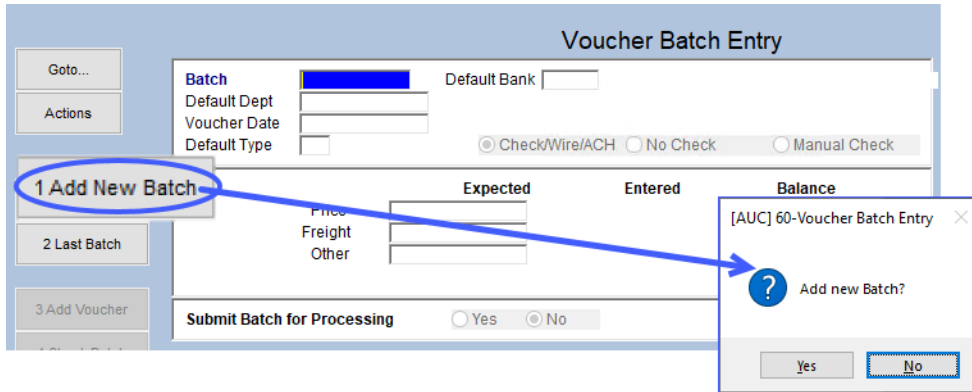 Voucher Batch Entry
Goto...
Actions
1 Add New Batch
2 Last Batch
3 Add Voucher
Batch
Default Bank
Default Dept
Voucher Date
Default Type
Check/Wire/ACH No Check Manual Check
Expected Entered Balance
Price
Freight
Other
Submit Batch for Processing Yes No
[AUC] 60-Voucher Batch Entry
Add new Batch?
Yes No